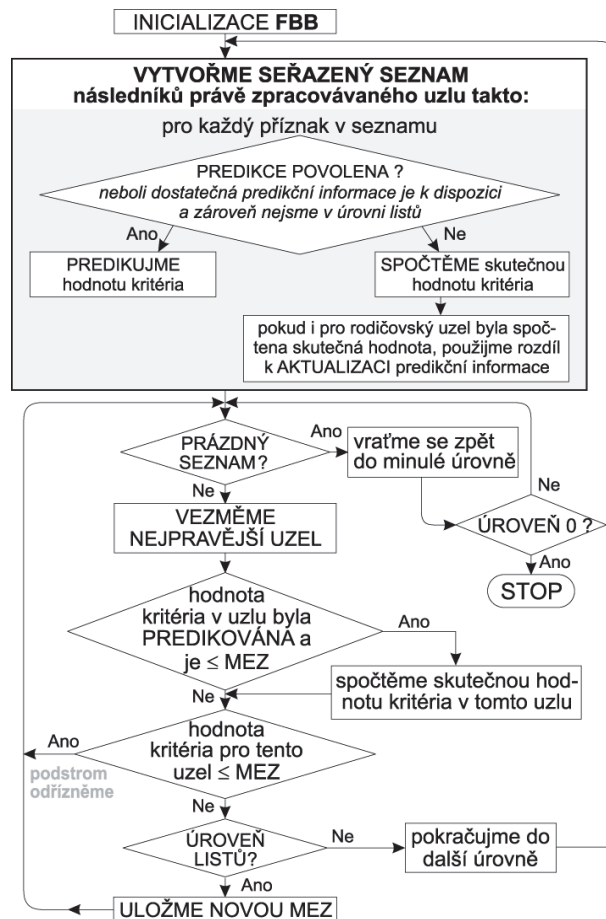 INICIALIZACE FBB
VYTVOŘME SEŘAZENÝ SEZNAM
následníků právě zpracovávaného uzlu takto:
pro každý příznak v seznamu
PREDIKCE POVOLENA ?
neboli dostatečná predikční informace je k dispozici
a zároveň nejsme v úrovni listů
Ano
Ne
PREDIKUJME
hodnotu kritéria
SPOČTĚME skutečnou
hodnotu kritéria
pokud i pro rodičovský uzel byla spoč-
tena skutečná hodnota, použijme rozdíl
k AKTUALIZACI predikční informace
PRÁZDNÝ
SEZNAM?
Ano
vraťme se zpět
do minulé úrovně
Ne
Ne
VEZMĚME
NEJPRAVĚJŠÍ UZEL
ÚROVEŇ 0 ?
Ano
STOP
hodnota
kritéria v uzlu byla
PREDIKOVÁNA a
je ≤ MEZ
Ano
spočtěme skutečnou hod-
notu kritéria v tomto uzlu
Ne
hodnota
kritéria pro tento
uzel ≤ MEZ
Ano
podstrom
odřízněme
Ne
ÚROVEŇ
LISTŮ?
Ne
pokračujme do
další úrovně
Ano
ULOŽME NOVOU MEZ